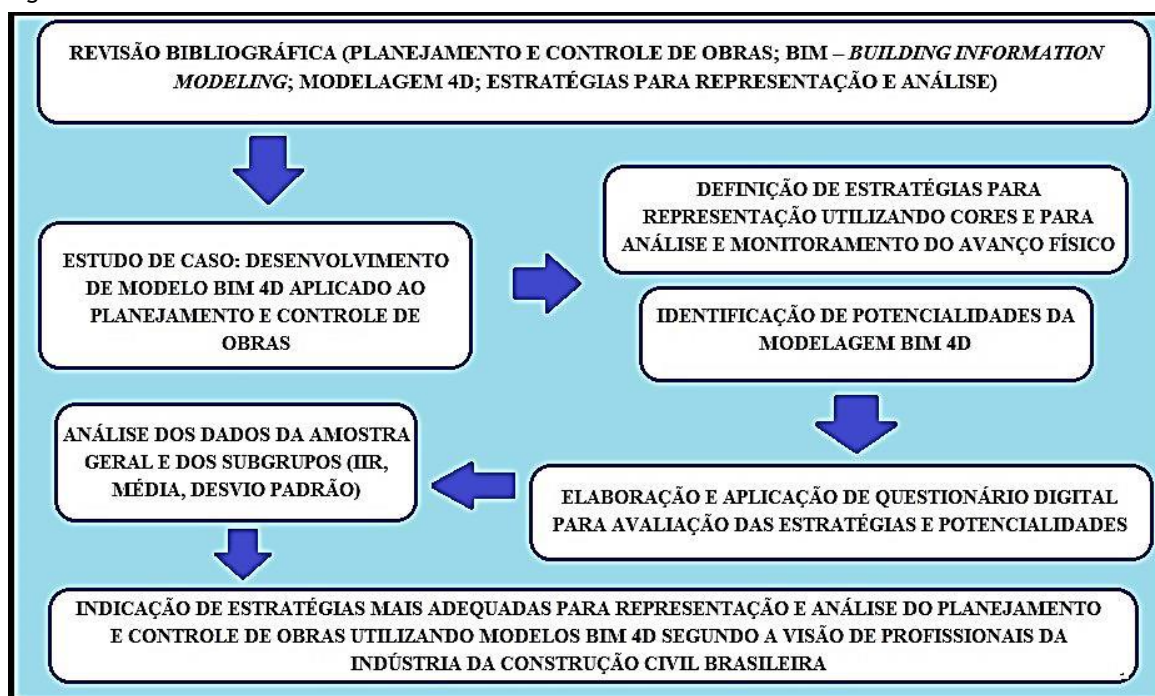 REVISÃO BIBLIOGRÁFICA (PLANEJAMENTO E CONTROLE DE OBRAS; BIM – BUILDING INFORMATION
MODELING; MODELAGEM 4D; ESTRATÉGIAS PARA REPRESENTAÇÃO E ANÁLISE)
ESTUDO DE CASO: DESENVOLVIMENTO
DE MODELO BIM 4D APLICADO AO
PLANEJAMENTO E CONTROLE DE
OBRAS
DEFINIÇÃO DE ESTRATÉGIAS PARA
REPRESENTAÇÃO UTILIZANDO CORES E PARA
ANÁLISE E MONITORAMENTO DO AVANÇO FÍSICO
IDENTIFICAÇÃO DE POTENCIALIDADES DA
MODELAGEM BIM 4D
ELABORAÇÃO E APLICAÇÃO DE QUESTIONÁRIO DIGITAL
PARA AVALIAÇÃO DAS ESTRATÉGIAS E POTENCIALIDADES
ANÁLISE DOS DADOS DA AMOSTRA
GERAL E DOS SUBGRUPOS (IIR,
MÉDIA, DESVIO PADRÃO)
INDICAÇÃO DE ESTRATÉGIAS MAIS ADEQUADAS PARA REPRESENTAÇÃO E ANÁLISE DO PLANEJAMENTO
E CONTROLE DE OBRAS UTILIZANDO MODELOS BIM 4D SEGUNDO A VISÃO DE PROFISSIONAIS DA
INDÚSTRIA DA CONSTRUÇÃO CIVIL BRASILEIRA